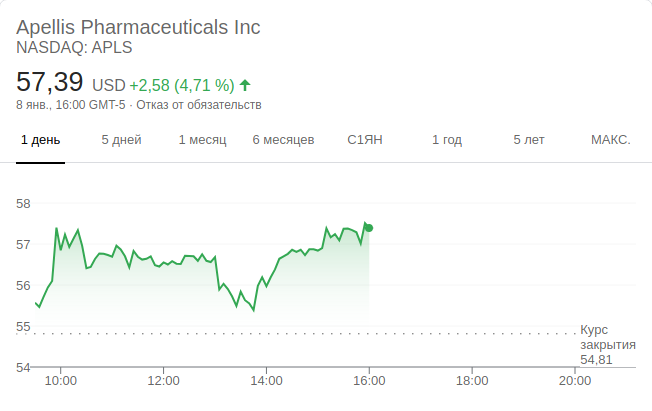 Apellis Pharmaceuticals Inc
NASDAQ: APLS
57,39 USD +2,58 (4,71 %)
8 янв., 16:00 GMT-5 · Отказ от обязательств
1 день 5 дней 1 месяц 6 месяцев С1ЯН 1 год 5 лет МАКС.
58
57
56
55
Курс
закрытия
54,81
54
10:00 12:00 14:00 16:00 18:00 20:00